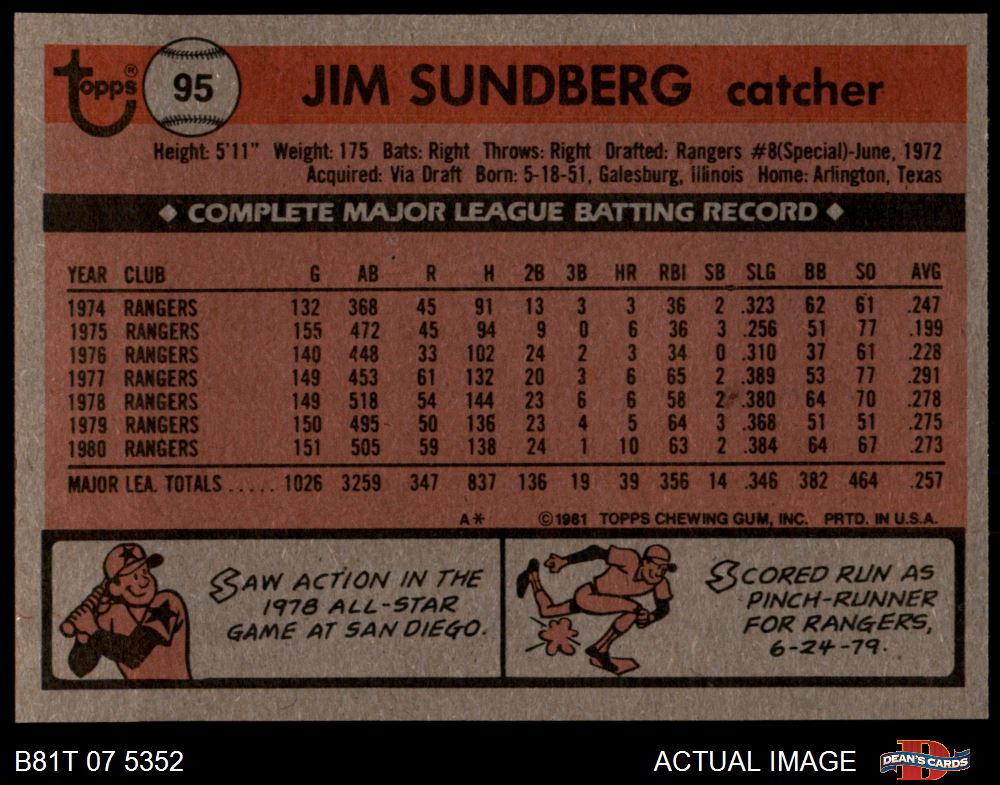 topps® 95 JIM SUNDBERG catcher
Height: 5'11" Weight: 175 Bats: Right Throws: Right Drafted: Rangers #8(Special)-June, 1972
Acquired: Via Draft Born: 5-18-51, Galesburg, Illinois Home: Arlington, Texas
◆ COMPLETE MAJOR LEAGUE BATTING RECORD ◆
YEAR CLUB G AB R H 2B 3B HR RBI SB SLG BB SO AVG
1974 RANGERS 132 368 45 91 13 3 3 36 2 .323 62 61 .247
1975 RANGERS 155 472 45 94 9 0 6 36 3 .256 51 77 .199
1976 RANGERS 140 448 33 102 24 2 3 34 0 .310 37 61 .228
1977 RANGERS 149 453 61 132 20 3 6 65 2 .389 53 77 .291
1978 RANGERS 149 518 54 144 23 6 6 58 2 .380 64 70 .278
1979 RANGERS 150 495 50 136 23 4 5 64 3 .368 51 51 .275
1980 RANGERS 151 505 59 138 24 1 10 63 2 .384 64 67 .273
MAJOR LEA. TOTALS ..... 1026 3259 347 837 136 19 39 356 14 .346 382 464 .257
A* ©1981 TOPPS CHEWING GUM, INC. PRTD. IN U.S.A.
SAW ACTION IN THE
1978 ALL-STAR
GAME AT SAN DIEGO.
SCORED RUN AS
PINCH-RUNNER
FOR RANGERS,
6-24-79.
B81T 07 5352 ACTUAL IMAGE D DEAN'S CARDS